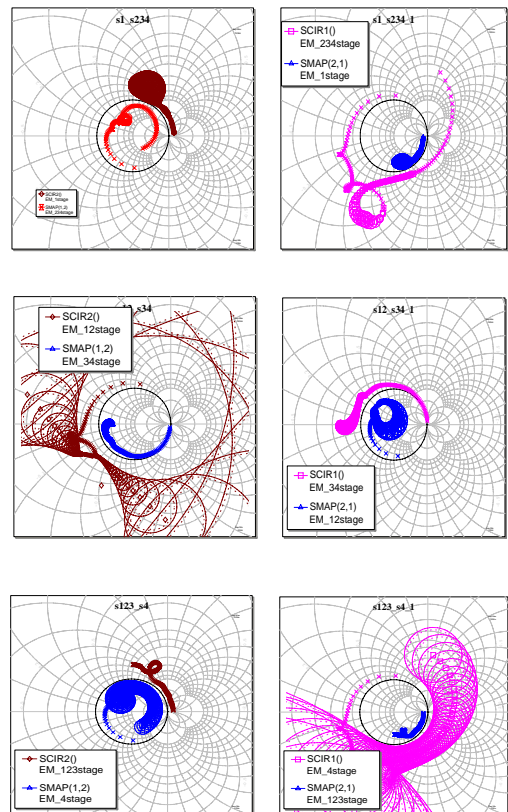 s1_s234
SCIR2()
EM_1stage
SMAP(1,2)
EM_234stage
s1_s234_1
SCIR1()
EM_234stage
SMAP(2,1)
EM_1stage
SCIR2()
EM_12stage
SMAP(1,2)
EM_34stage
s12_s34_1
SCIR1()
EM_34stage
SMAP(2,1)
EM_12stage
s123_s4
SCIR2()
EM_123stage
SMAP(1,2)
EM_4stage
s123_s4_1
SCIR1()
EM_4stage
SMAP(2,1)
EM_123stage